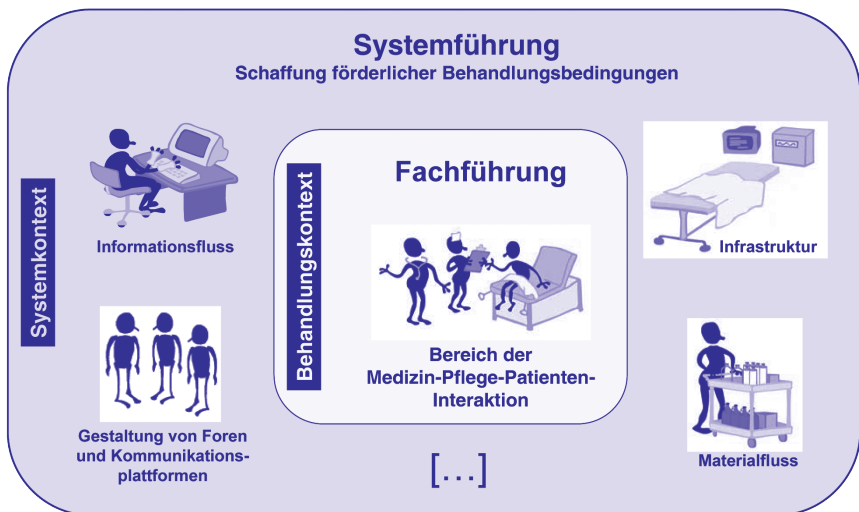 Systemführung
Schaffung förderlicher Behandlungsbedingungen
Systemkontext
Informationsfluss
Gestaltung von Foren
und Kommunikations-
plattformen
Behandlungskontext
Fachführung
Bereich der
Medizin-Pflege-Patienten-
Interaktion
Infrastruktur
Materialfluss
[...]